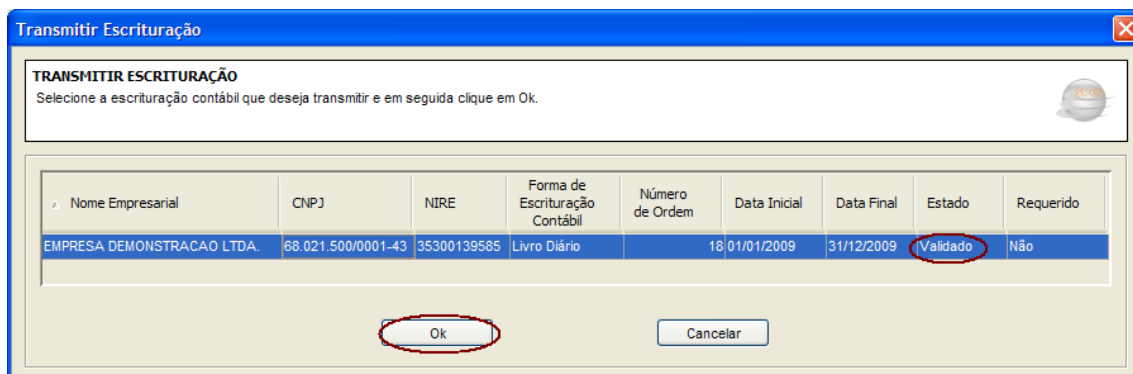 Transmitir Escrituração
TRANSMITIR ESCRITURAÇÃO
Selecione a escrituração contábil que deseja transmitir e em seguida clique em Ok.
Nome Empresarial CNPJ NIRE Forma de Escrituração Contábil Número de Ordem Data Inicial Data Final Estado Requerido
EMPRESA DEMONSTRACAO LTDA. 68.021.500/0001-43 35300139585 Livro Diário 18 01/01/2009 31/12/2009 Validado Não
Ok Cancelar